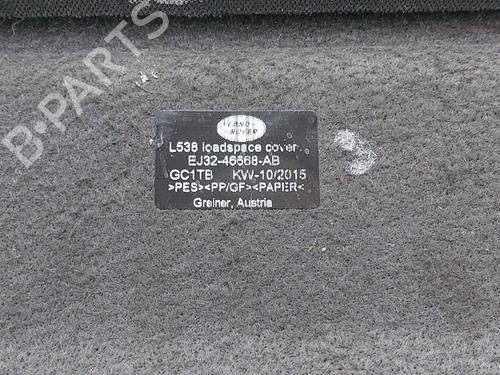 B-PARTS
LAND-
ROVER
L538 loadspace cover
EJ32-46668-AB
GC1TB KW-10/2015
>PES<>PP/GF<>PAPER<
Greiner, Austria